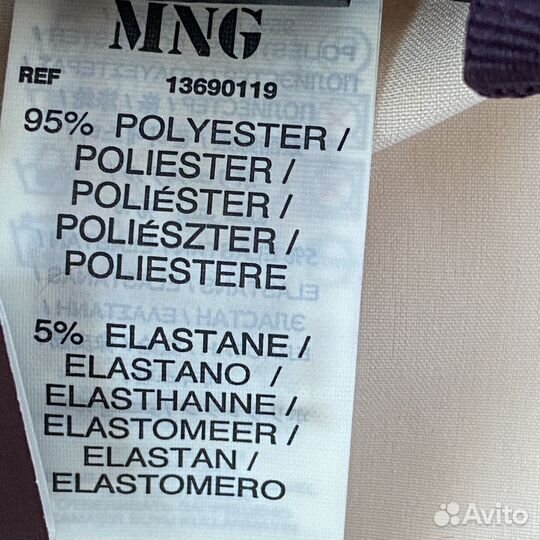 MNG
REF 13690119
95% POLYESTER /
POLIESTER /
POLIÉSTER /
POLIÉSZTER /
POLIESTERE
5% ELASTANE /
ELASTANO /
ELASTHANNE /
ELASTOMEER /
ELASTAN /
ELASTOMERO
Avito